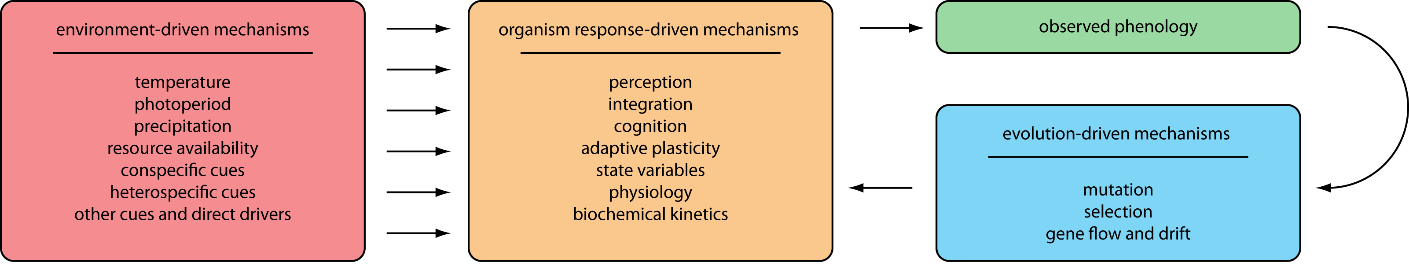 environment-driven mechanisms
temperature
photoperiod
precipitation
resource availability
conspecific cues
heterospecific cues
other cues and direct drivers
organism response-driven mechanisms
perception
integration
cognition
adaptive plasticity
state variables
physiology
biochemical kinetics
observed phenology
evolution-driven mechanisms
mutation
selection
gene flow and drift